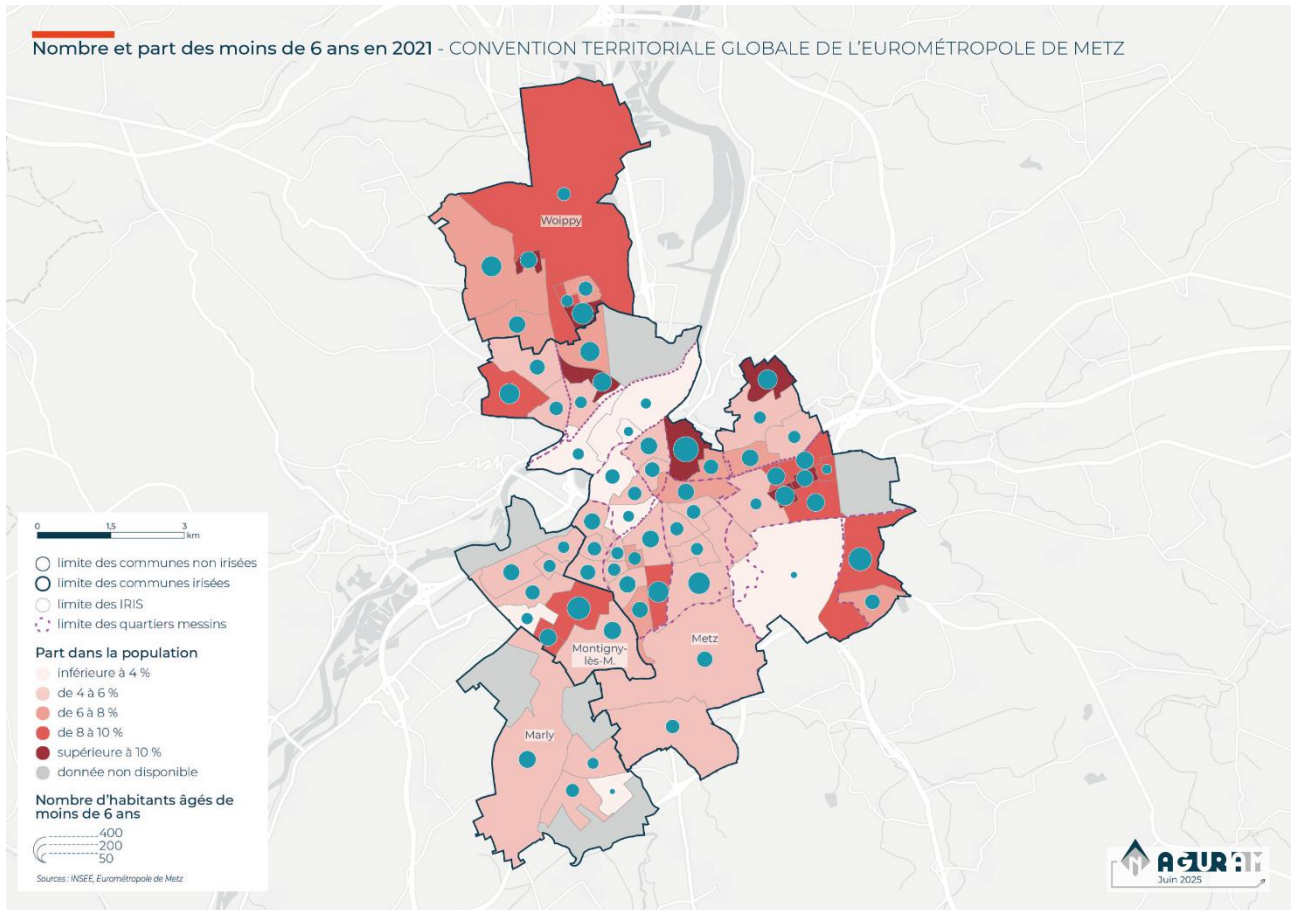 Nombre et part des moins de 6 ans en 2021 - CONVENTION TERRITORIALE GLOBALE DE L'EUROMÉTROPOLE DE METZ
Woippy
Metz
Montigny-
lès-M.
Marly
0 1,5 3
km
limite des communes non irisées
limite des communes irisées
limite des IRIS
limite des quartiers messins
Part dans la population
inférieure à 4 %
de 4 à 6 %
de 6 à 8 %
de 8 à 10 %
supérieure à 10 %
donnée non disponible
Nombre d'habitants âgés de
moins de 6 ans
400
200
50
Sources : INSEE, Eurométropole de Metz
N AGURAM
Juin 2025